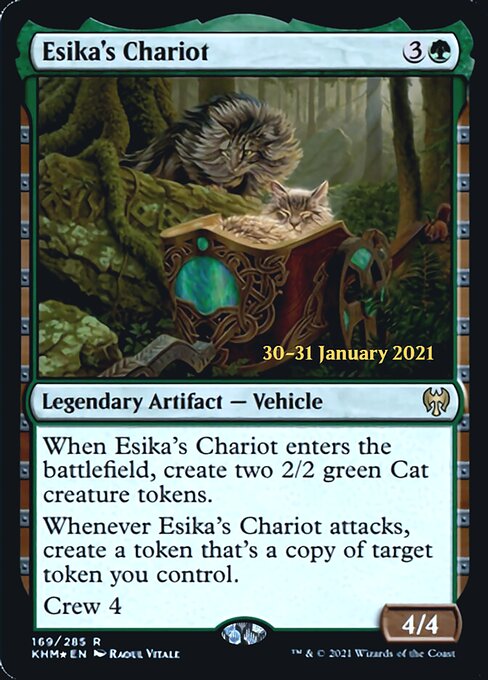 Esika's Chariot 3
30-31 January 2021
Legendary Artifact — Vehicle
When Esika's Chariot enters the
battlefield, create two 2/2 green Cat
creature tokens.
Whenever Esika's Chariot attacks,
create a token that's a copy of target
token you control.
Crew 4
4/4
169/285 R
KHM★EN Raoul Vitale
™ & © 2021 Wizards of the Coast